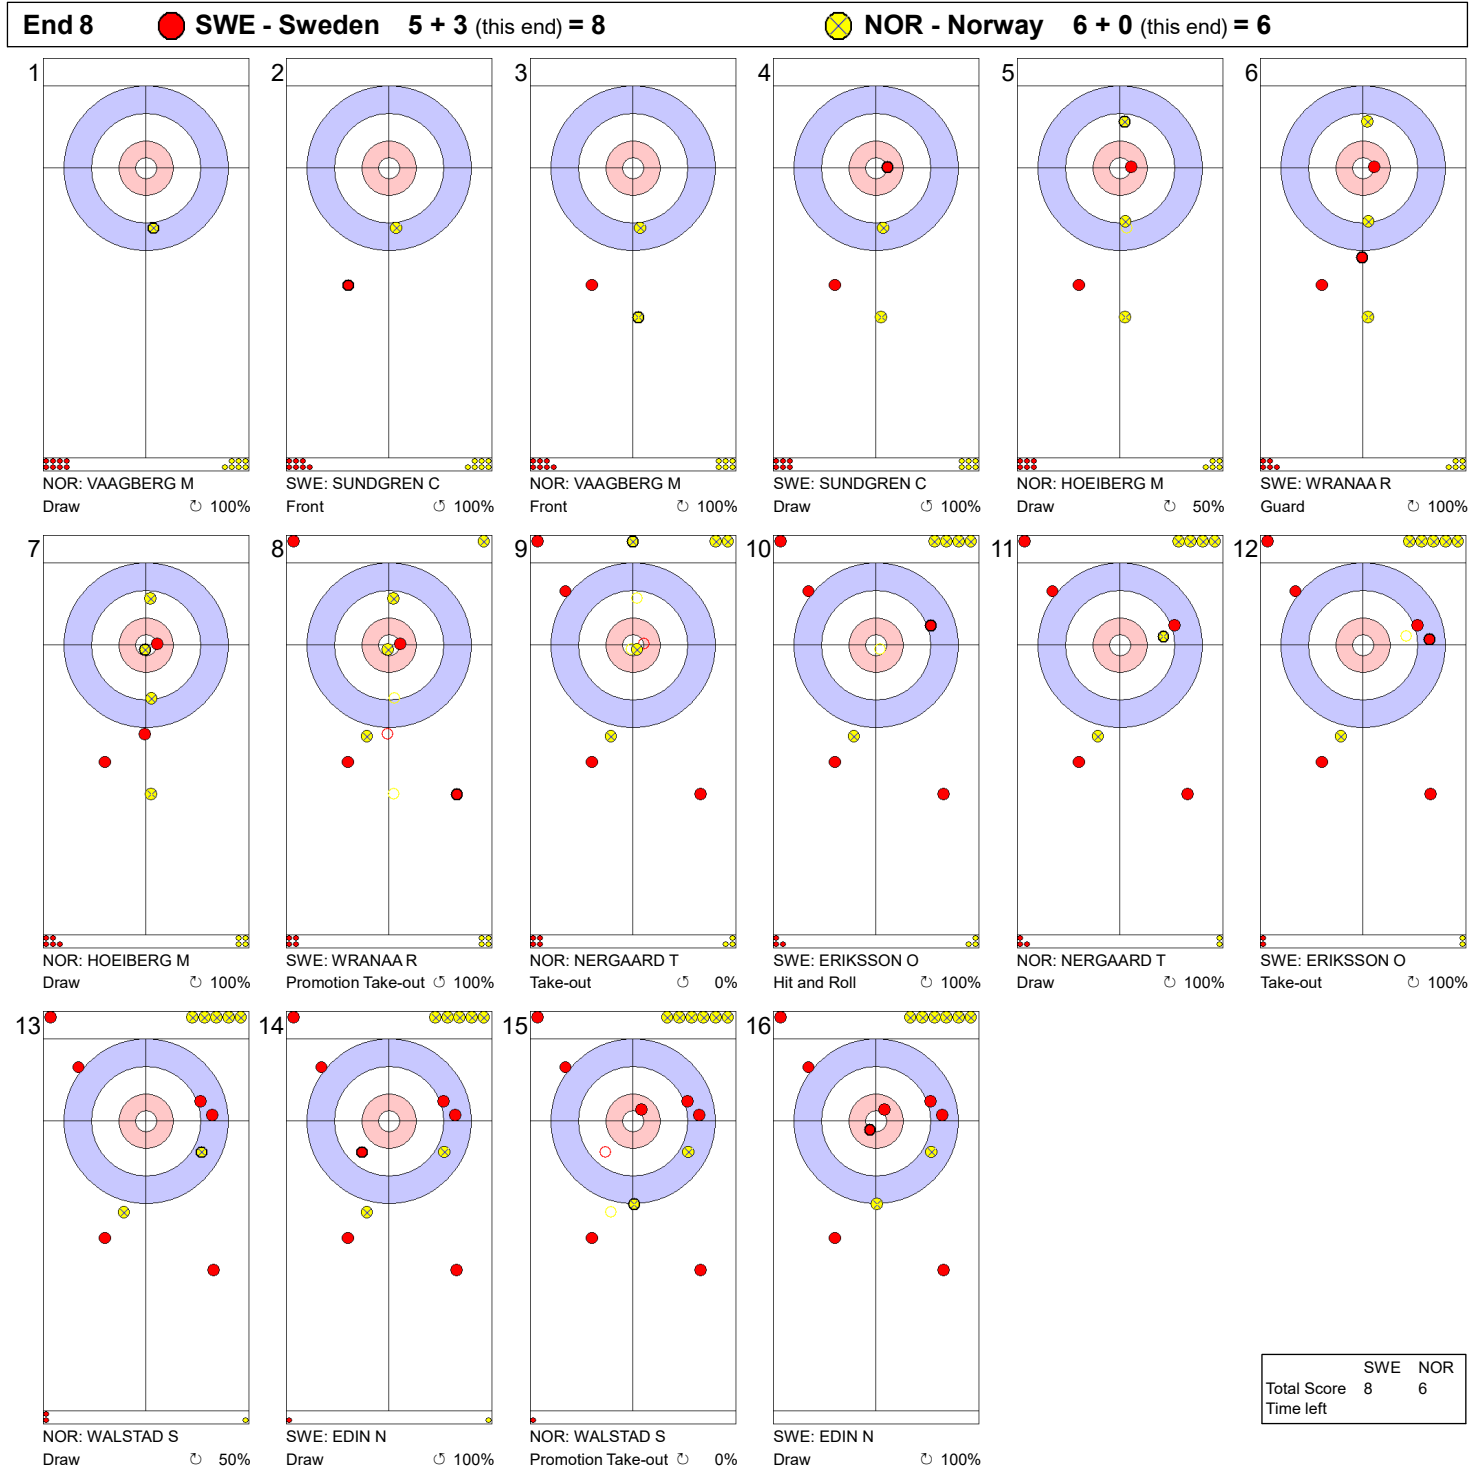 End 8 SWE - Sweden 5 + 3 (this end) = 8 NOR - Norway 6 + 0 (this end) = 6
1 2 3 4 5 6
NOR: VAAGBERG M SWE: SUNDGREN C NOR: VAAGBERG M SWE: SUNDGREN C NOR: HOEIBERG M SWE: WRANAA R
Draw ↻ 100% Front ↻ 100% Front ↺ 100% Draw ↻ 100% Draw ↻ 50% Guard ↻ 100%
7 8 9 10 11 12
NOR: HOEIBERG M SWE: WRANAA R NOR: NERGAARD T SWE: ERIKSSON O NOR: NERGAARD T SWE: ERIKSSON O
Draw ↻ 100% Promotion Take-out ↻ 100% Take-out ↺ 0% Hit and Roll ↻ 100% Draw ↻ 100% Take-out ↻ 100%
13 14 15 16
SWE NOR
Total Score 8 6
Time left
NOR: WALSTAD S SWE: EDIN N NOR: WALSTAD S SWE: EDIN N
Draw ↻ 50% Draw ↻ 100% Promotion Take-out ↻ 0% Draw ↻ 100%